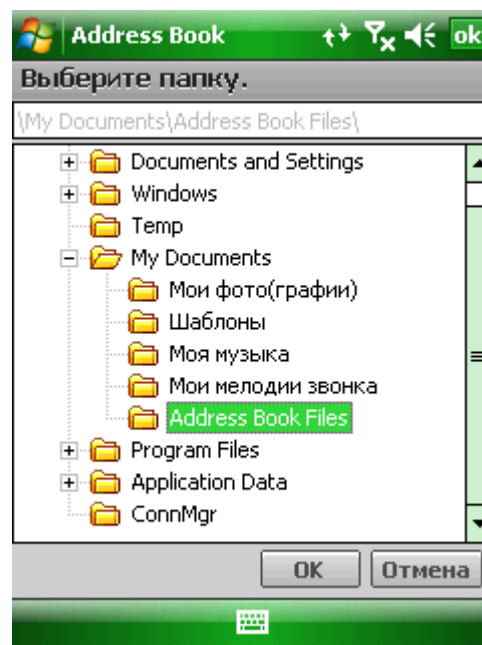 Address Book
ok
Выберите папку.
\My Documents\Address Book Files\
Documents and Settings
Windows
Temp
My Documents
Мои фото(графии)
Шаблоны
Моя музыка
Мои мелодии звонка
Address Book Files
Program Files
Application Data
ConnMgr
OK
Отмена